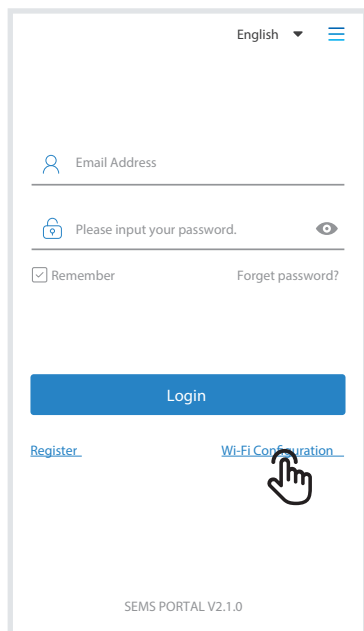 English
Email Address
Please input your password.
Remember Forget password?
Login
Register Wi-Fi Configuration
SEMS PORTAL V2.1.0